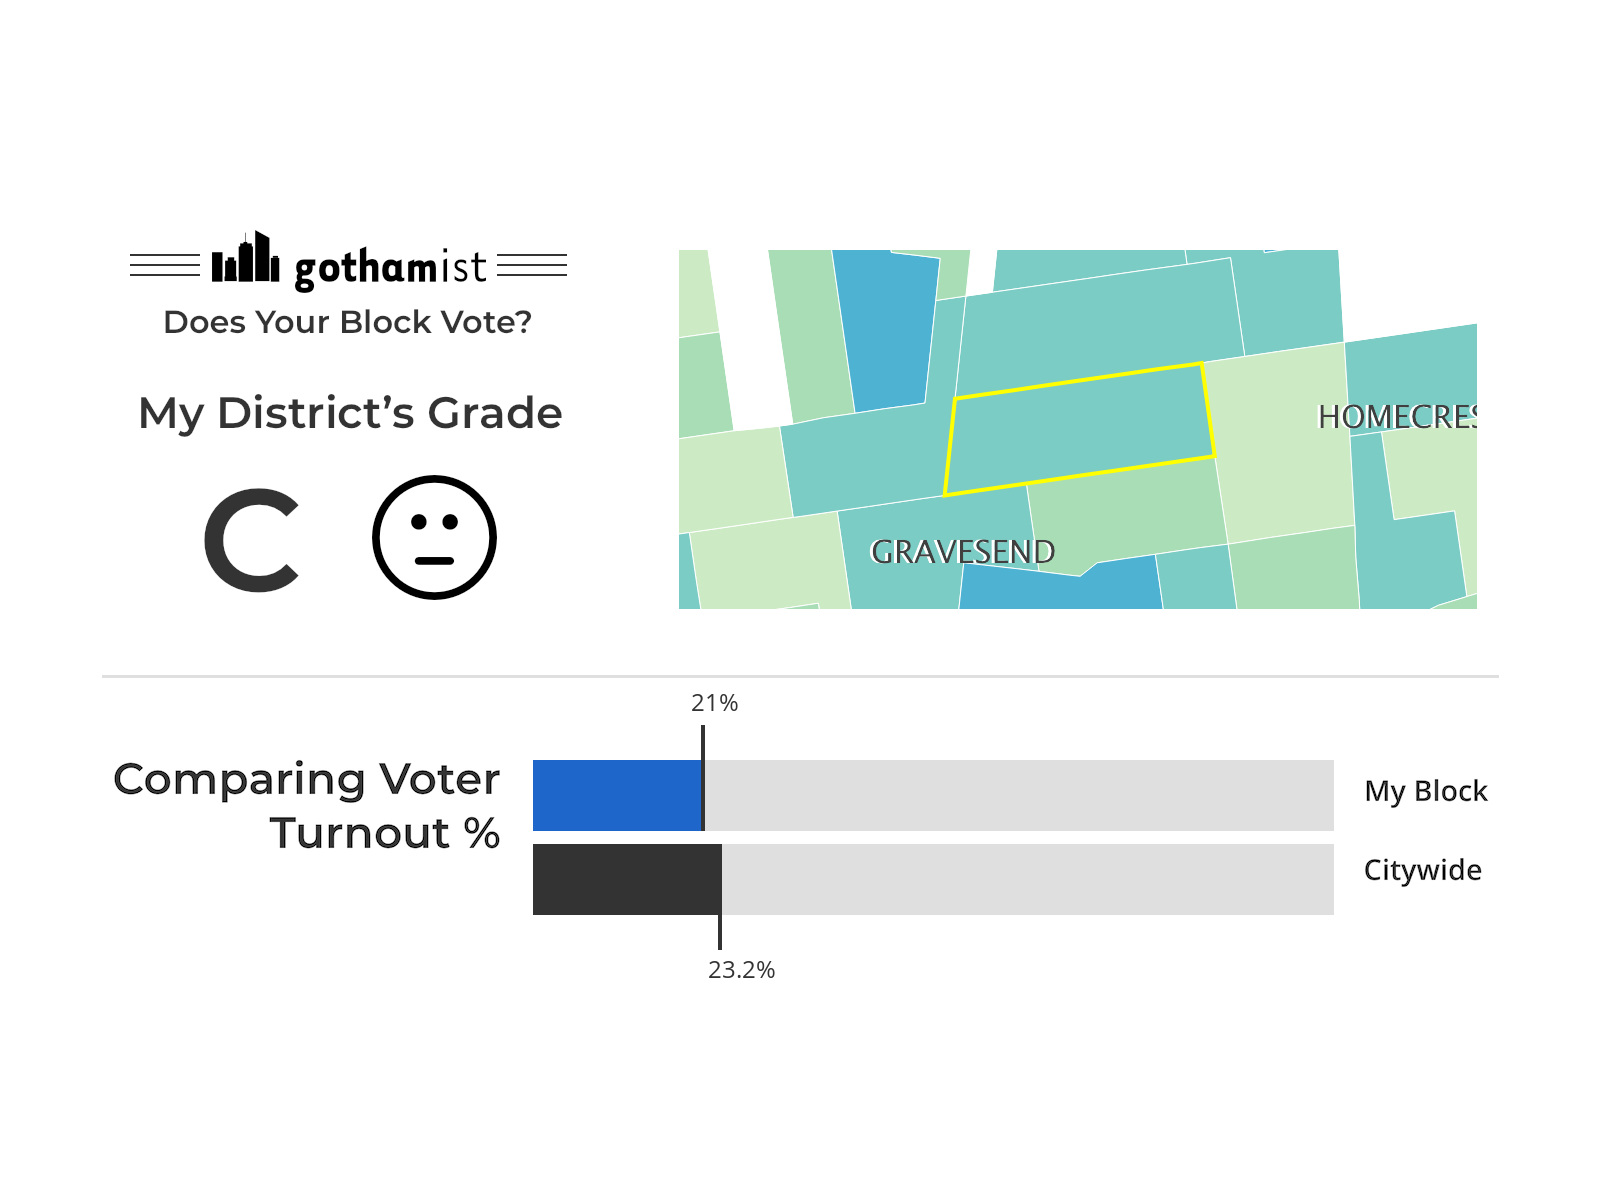 gothamist
Does Your Block Vote?
My District’s Grade
C
HOMECRES
GRAVESEND
21%
Comparing Voter
Turnout %
My Block
Citywide
23.2%